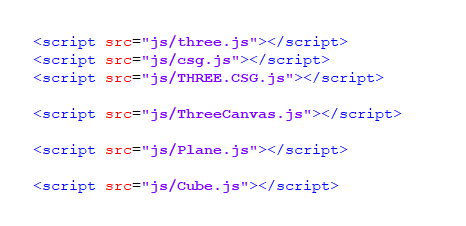 <script src="js/three.js"></script>
<script src="js/csg.js"></script>
<script src="js/THREE.CSG.js"></script>
<script src="js/ThreeCanvas.js"></script>
<script src="js/Plane.js"></script>
<script src="js/Cube.js"></script>